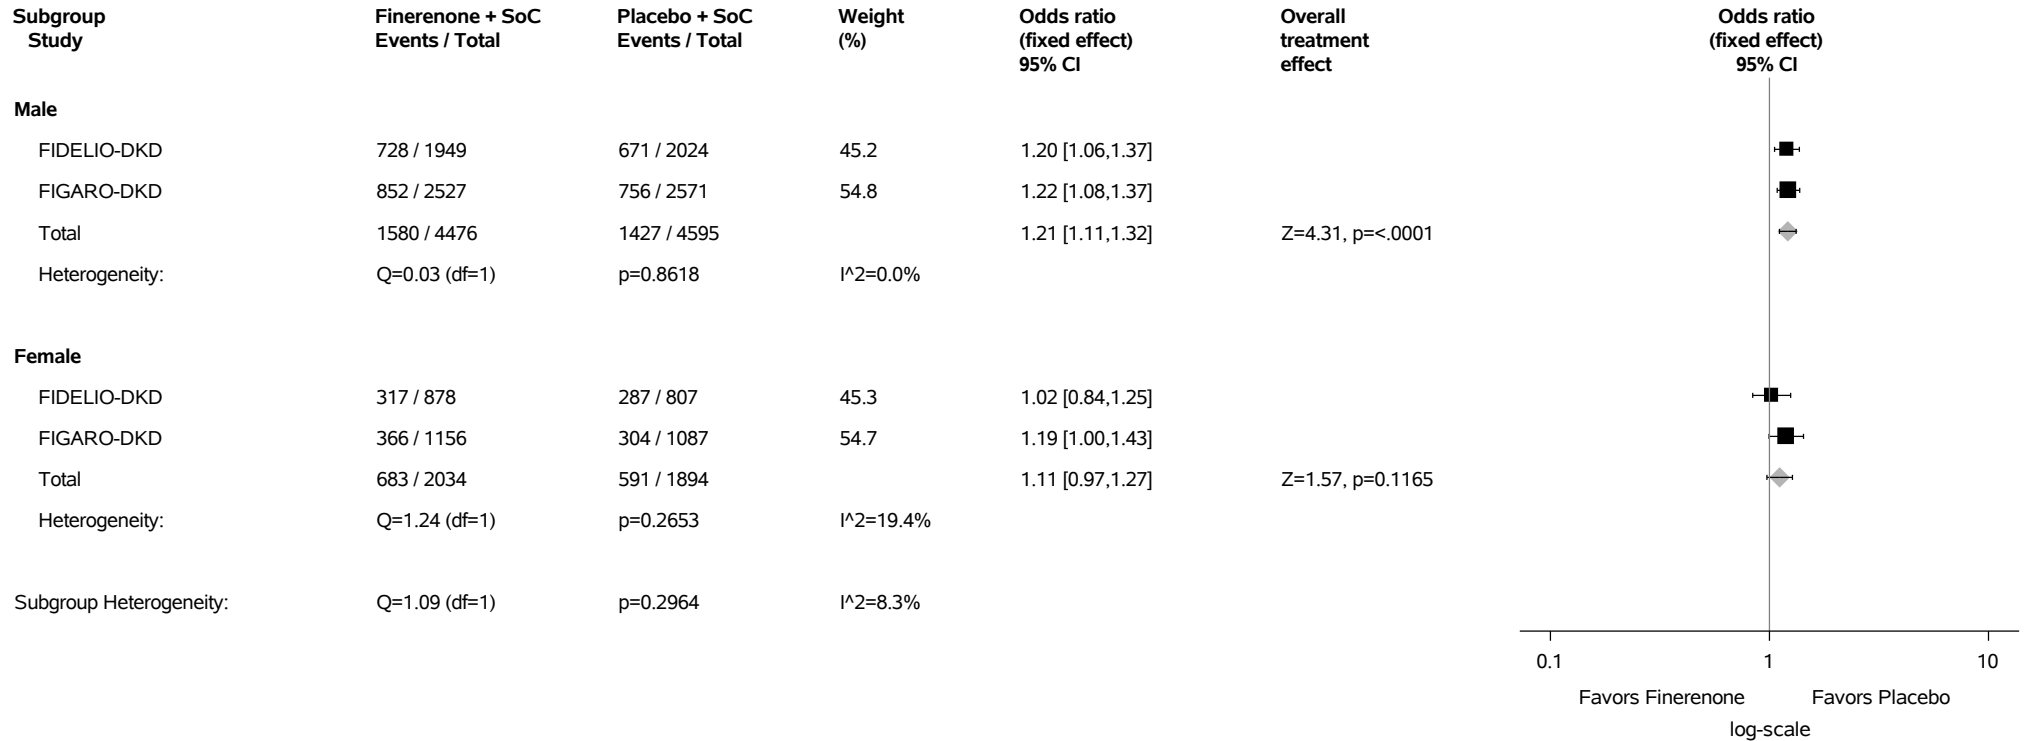 Subgroup Finerenone + SoC Placebo + SoC Weight Odds ratio Overall Odds ratio
Study Events / Total Events / Total (%) (fixed effect) treatment (fixed effect)
95% CI effect 95% CI
Male
FIDELIO-DKD 728 / 1949 671 / 2024 45.2 1.20 [1.06,1.37]
FIGARO-DKD 852 / 2527 756 / 2571 54.8 1.22 [1.08,1.37]
Total 1580 / 4476 1427 / 4595 1.21 [1.11,1.32] Z=4.31, p=<.0001
Heterogeneity: Q=0.03 (df=1) p=0.8618 I^2=0.0%
Female
FIDELIO-DKD 317 / 878 287 / 807 45.3 1.02 [0.84,1.25]
FIGARO-DKD 366 / 1156 304 / 1087 54.7 1.19 [1.00,1.43]
Total 683 / 2034 591 / 1894 1.11 [0.97,1.27] Z=1.57, p=0.1165
Heterogeneity: Q=1.24 (df=1) p=0.2653 I^2=19.4%
Subgroup Heterogeneity: Q=1.09 (df=1) p=0.2964 I^2=8.3%
0.1 1 10
Favors Finerenone Favors Placebo
log-scale